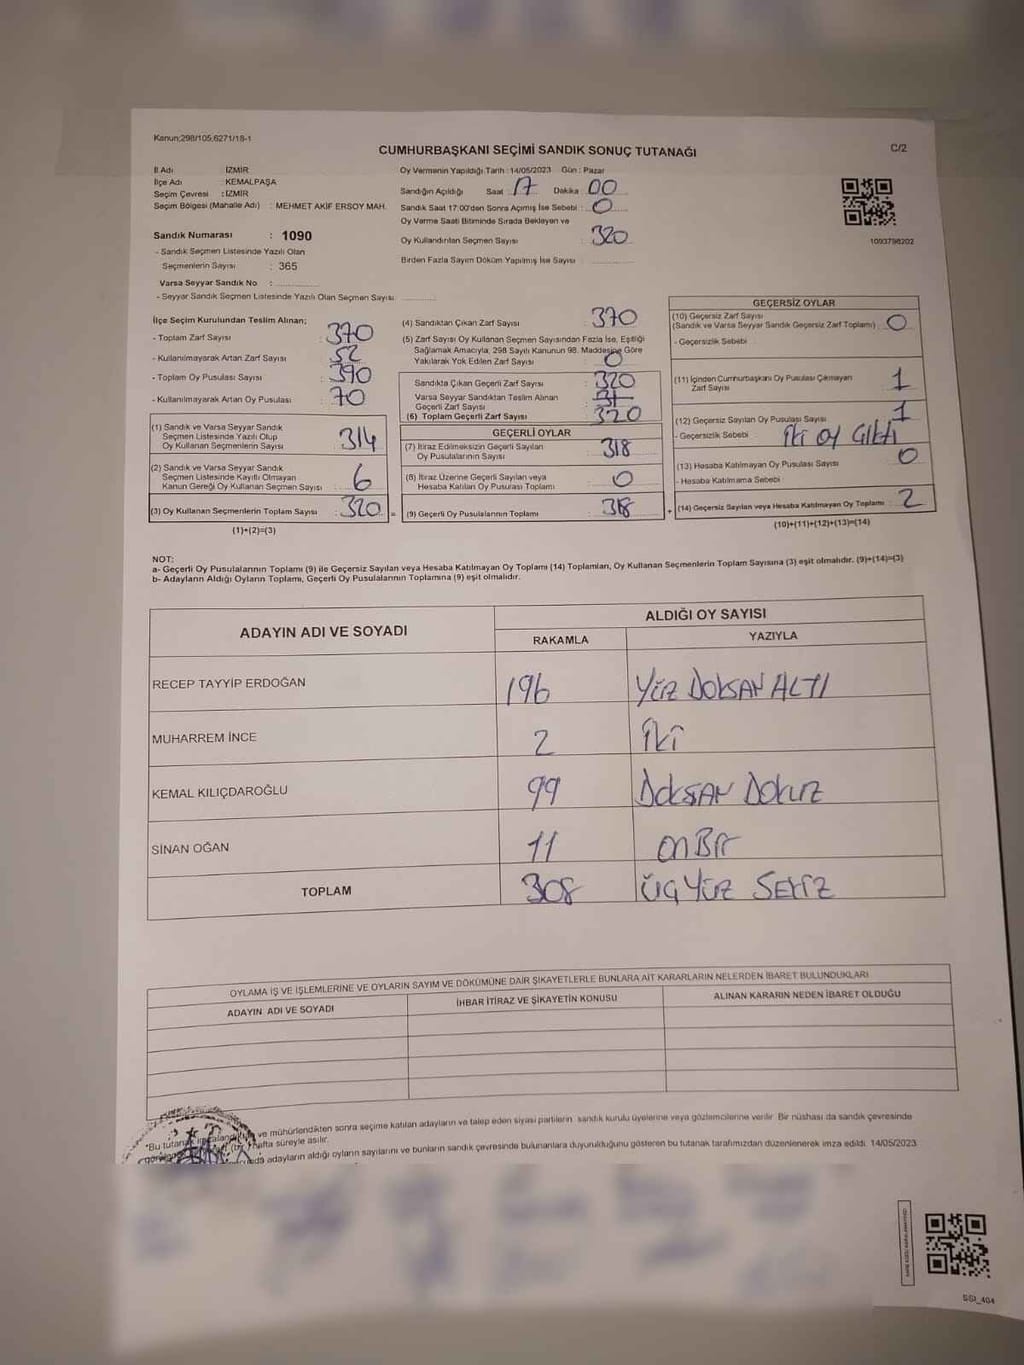 Kanun:298/105,6271/18-1
CUMHURBAŞKANI SEÇİMİ SANDIK SONUÇ TUTANAĞI
C/2
İl Adı : İZMİR
İlçe Adı : KEMALPAŞA
Seçim Çevresi : İZMİR
Seçim Bölgesi (Mahalle Adı) : MEHMET AKİF ERSOY MAH.
Sandık Numarası : 1090
- Sandık Seçmen Listesinde Yazılı Olan
Seçmenlerin Sayısı : 365
Varsa Seyyar Sandık No :
- Seyyar Sandık Seçmen Listesinde Yazılı Olan Seçmen Sayısı
Oy Vermenin Yapıldığı Tarih : 14/05/2023 Gün : Pazar
Sandığın Açıldığı Saat : 17 Dakika : 00
Sandık Saat 17:00'den Sonra Açımış İse Sebebi : 0
Oy Verme Saati Bitiminde Sırada Bekleyen ve
Oy Kullandırılan Seçmen Sayısı : 320
Birden Fazla Sayım Döküm Yapılmış İse Sayısı :
1093798202
İlçe Seçim Kurulundan Teslim Alınan;
- Toplam Zarf Sayısı : 370
- Kullanılmayarak Artan Zarf Sayısı : 52
- Toplam Oy Pusulası Sayısı : 390
- Kullanılmayarak Artan Oy Pusulası : 70
(1) Sandık ve Varsa Seyyar Sandık
Seçmen Listesinde Yazılı Olup
Oy Kullanan Seçmenlerin Sayısı : 314
(2) Sandık ve Varsa Seyyar Sandık
Seçmen Listesinde Kayıtlı Olmayan
Kanun Gereği Oy Kullanan Seçmen Sayısı : 6
(3) Oy Kullanan Seçmenlerin Toplam Sayısı : 320 =
(1)+(2)=(3)
(4) Sandıktan Çıkan Zarf Sayısı : 370
(5) Zarf Sayısı Oy Kullanan Seçmen Sayısından Fazla İse, Eşitliği
Sağlamak Amacıyla, 298 Sayılı Kanunun 98. Maddesine Göre
Yakılarak Yok Edilen Zarf Sayısı : 0
Sandıkta Çıkan Geçerli Zarf Sayısı : 320
Varsa Seyyar Sandıktan Teslim Alınan
Geçerli Zarf Sayısı :
(6) Toplam Geçerli Zarf Sayısı : 320
GEÇERLİ OYLAR
(7) İtiraz Edilmeksizin Geçerli Sayılan
Oy Pusulalarının Sayısı : 318
(8) İtiraz Üzerine Geçerli Sayılan veya
Hesaba Katılan Oy Pusulası Toplamı : 0
(9) Geçerli Oy Pusulalarının Toplamı : 318 +
GEÇERSİZ OYLAR
(10) Geçersiz Zarf Sayısı
(Sandık ve Varsa Seyyar Sandık Geçersiz Zarf Toplamı) : 0
- Geçersizlik Sebebi :
(11) İçinden Cumhurbaşkanı Oy Pusulası Çıkmayan
Zarf Sayısı : 1
(12) Geçersiz Sayılan Oy Pusulası Sayısı : 1
- Geçersizlik Sebebi : İKİ OY ÇIKTI
(13) Hesaba Katılmayan Oy Pusulası Sayısı : 0
- Hesaba Katılmama Sebebi
(14) Geçersiz Sayılan veya Hesaba Katılmayan Oy Toplamı : 2
(10)+(11)+(12)+(13)=(14)
NOT:
a- Geçerli Oy Pusulalarının Toplamı (9) ile Geçersiz Sayılan veya Hesaba Katılmayan Oy Toplamı (14) Toplamları, Oy Kullanan Seçmenlerin Toplam Sayısına (3) eşit olmalıdır. (9)+(14)=(3)
b- Adayların Aldığı Oyların Toplamı, Geçerli Oy Pusulalarının Toplamına (9) eşit olmalıdır.
ADAYIN ADI VE SOYADI
ALDIĞI OY SAYISI
RAKAMLA YAZIYLA
RECEP TAYYİP ERDOĞAN 196 YÜZ DOKSAN ALTI
MUHARREM İNCE 2 İKİ
KEMAL KILIÇDAROĞLU 99 DOKSAN DOKUZ
SİNAN OĞAN 11 ONBİR
TOPLAM 308 ÜÇYÜZ SEKİZ
OYLAMA İŞ VE İŞLEMLERİNE VE OYLARIN SAYIM VE DÖKÜMÜNE DAİR ŞİKAYETLERLE BUNLARA AİT KARARLARIN NELERDEN İBARET BULUNDUKLARI
ADAYIN ADI VE SOYADI İHBAR İTİRAZ VE ŞİKAYETİN KONUSU ALINAN KARARIN NEDEN İBARET OLDUĞU
*Bu tutanak ve mühürlendikten sonra seçime katılan adayların ve talep eden siyasi partilerin sandık kurulu üyelerine veya gözlemcilerine verilir. Bir nüshası da sandık çevresinde
hafta süreyle asılır.
adayların aldığı oyların sayılarını ve bunların sandık çevresinde bulunanlara duyurulduğunu gösteren bu tutanak tarafımızdan düzenlenerek imza edildi. 14/05/2023
SSI_404